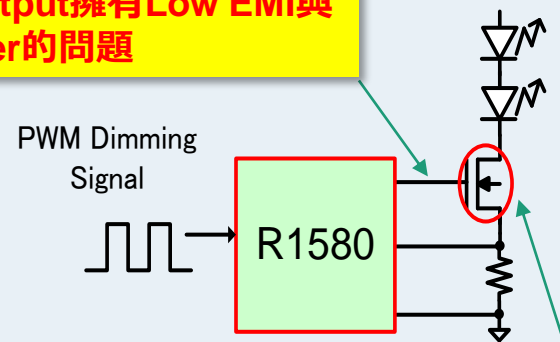 tput擁有Low EMI與
er的問題
PWM Dimming
Signal
R1580